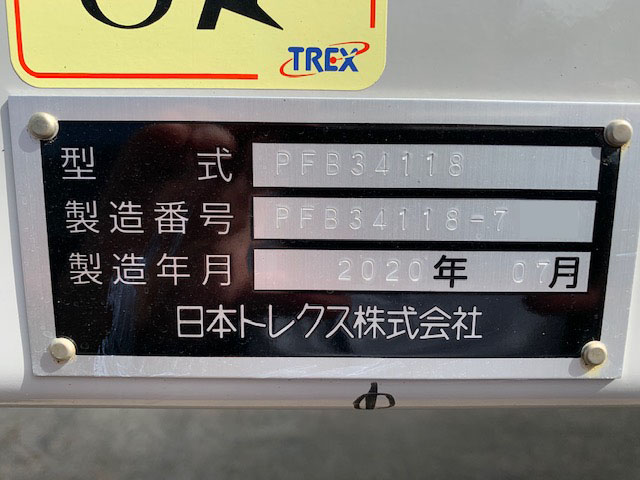 TREX
型式 PFB34118
製造番号 PFB34118-7
製造年月 2020年 07月
日本トレクス株式会社